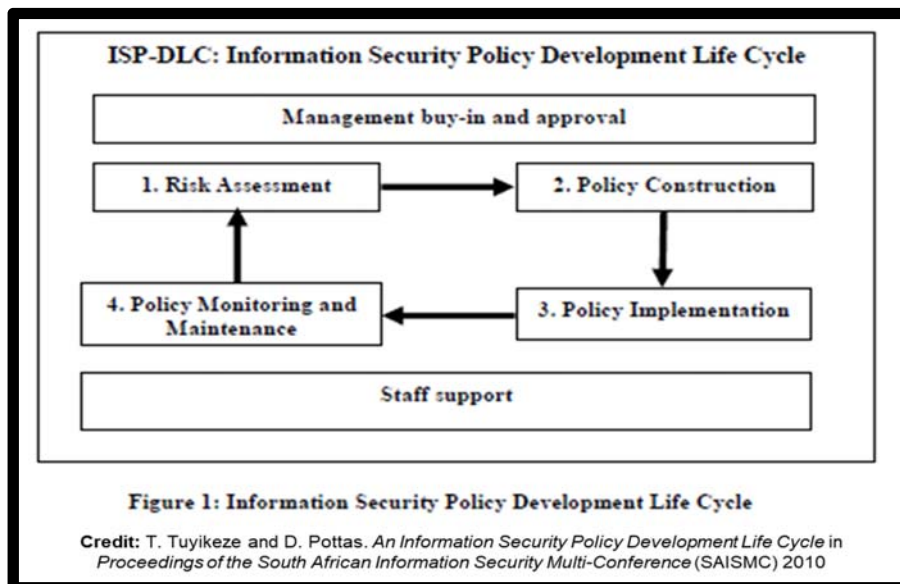 ISP-DLC: Information Security Policy Development Life Cycle
Management buy-in and approval
1. Risk Assessment
2. Policy Construction
4. Policy Monitoring and
Maintenance
3. Policy Implementation
Staff support
Figure 1: Information Security Policy Development Life Cycle
Credit: T. Tuyikeze and D. Pottas. An Information Security Policy Development Life Cycle in
Proceedings of the South African Information Security Multi-Conference (SAISMC) 2010